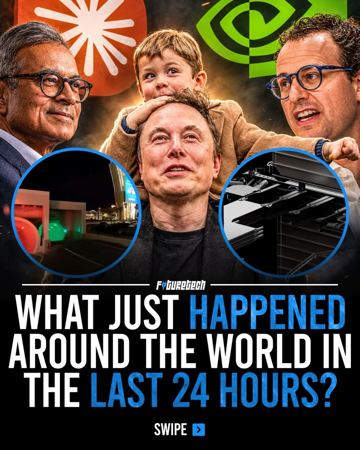 Futuretech
WHAT JUST HAPPENED
AROUND THE WORLD IN
THE LAST 24 HOURS?
SWIPE